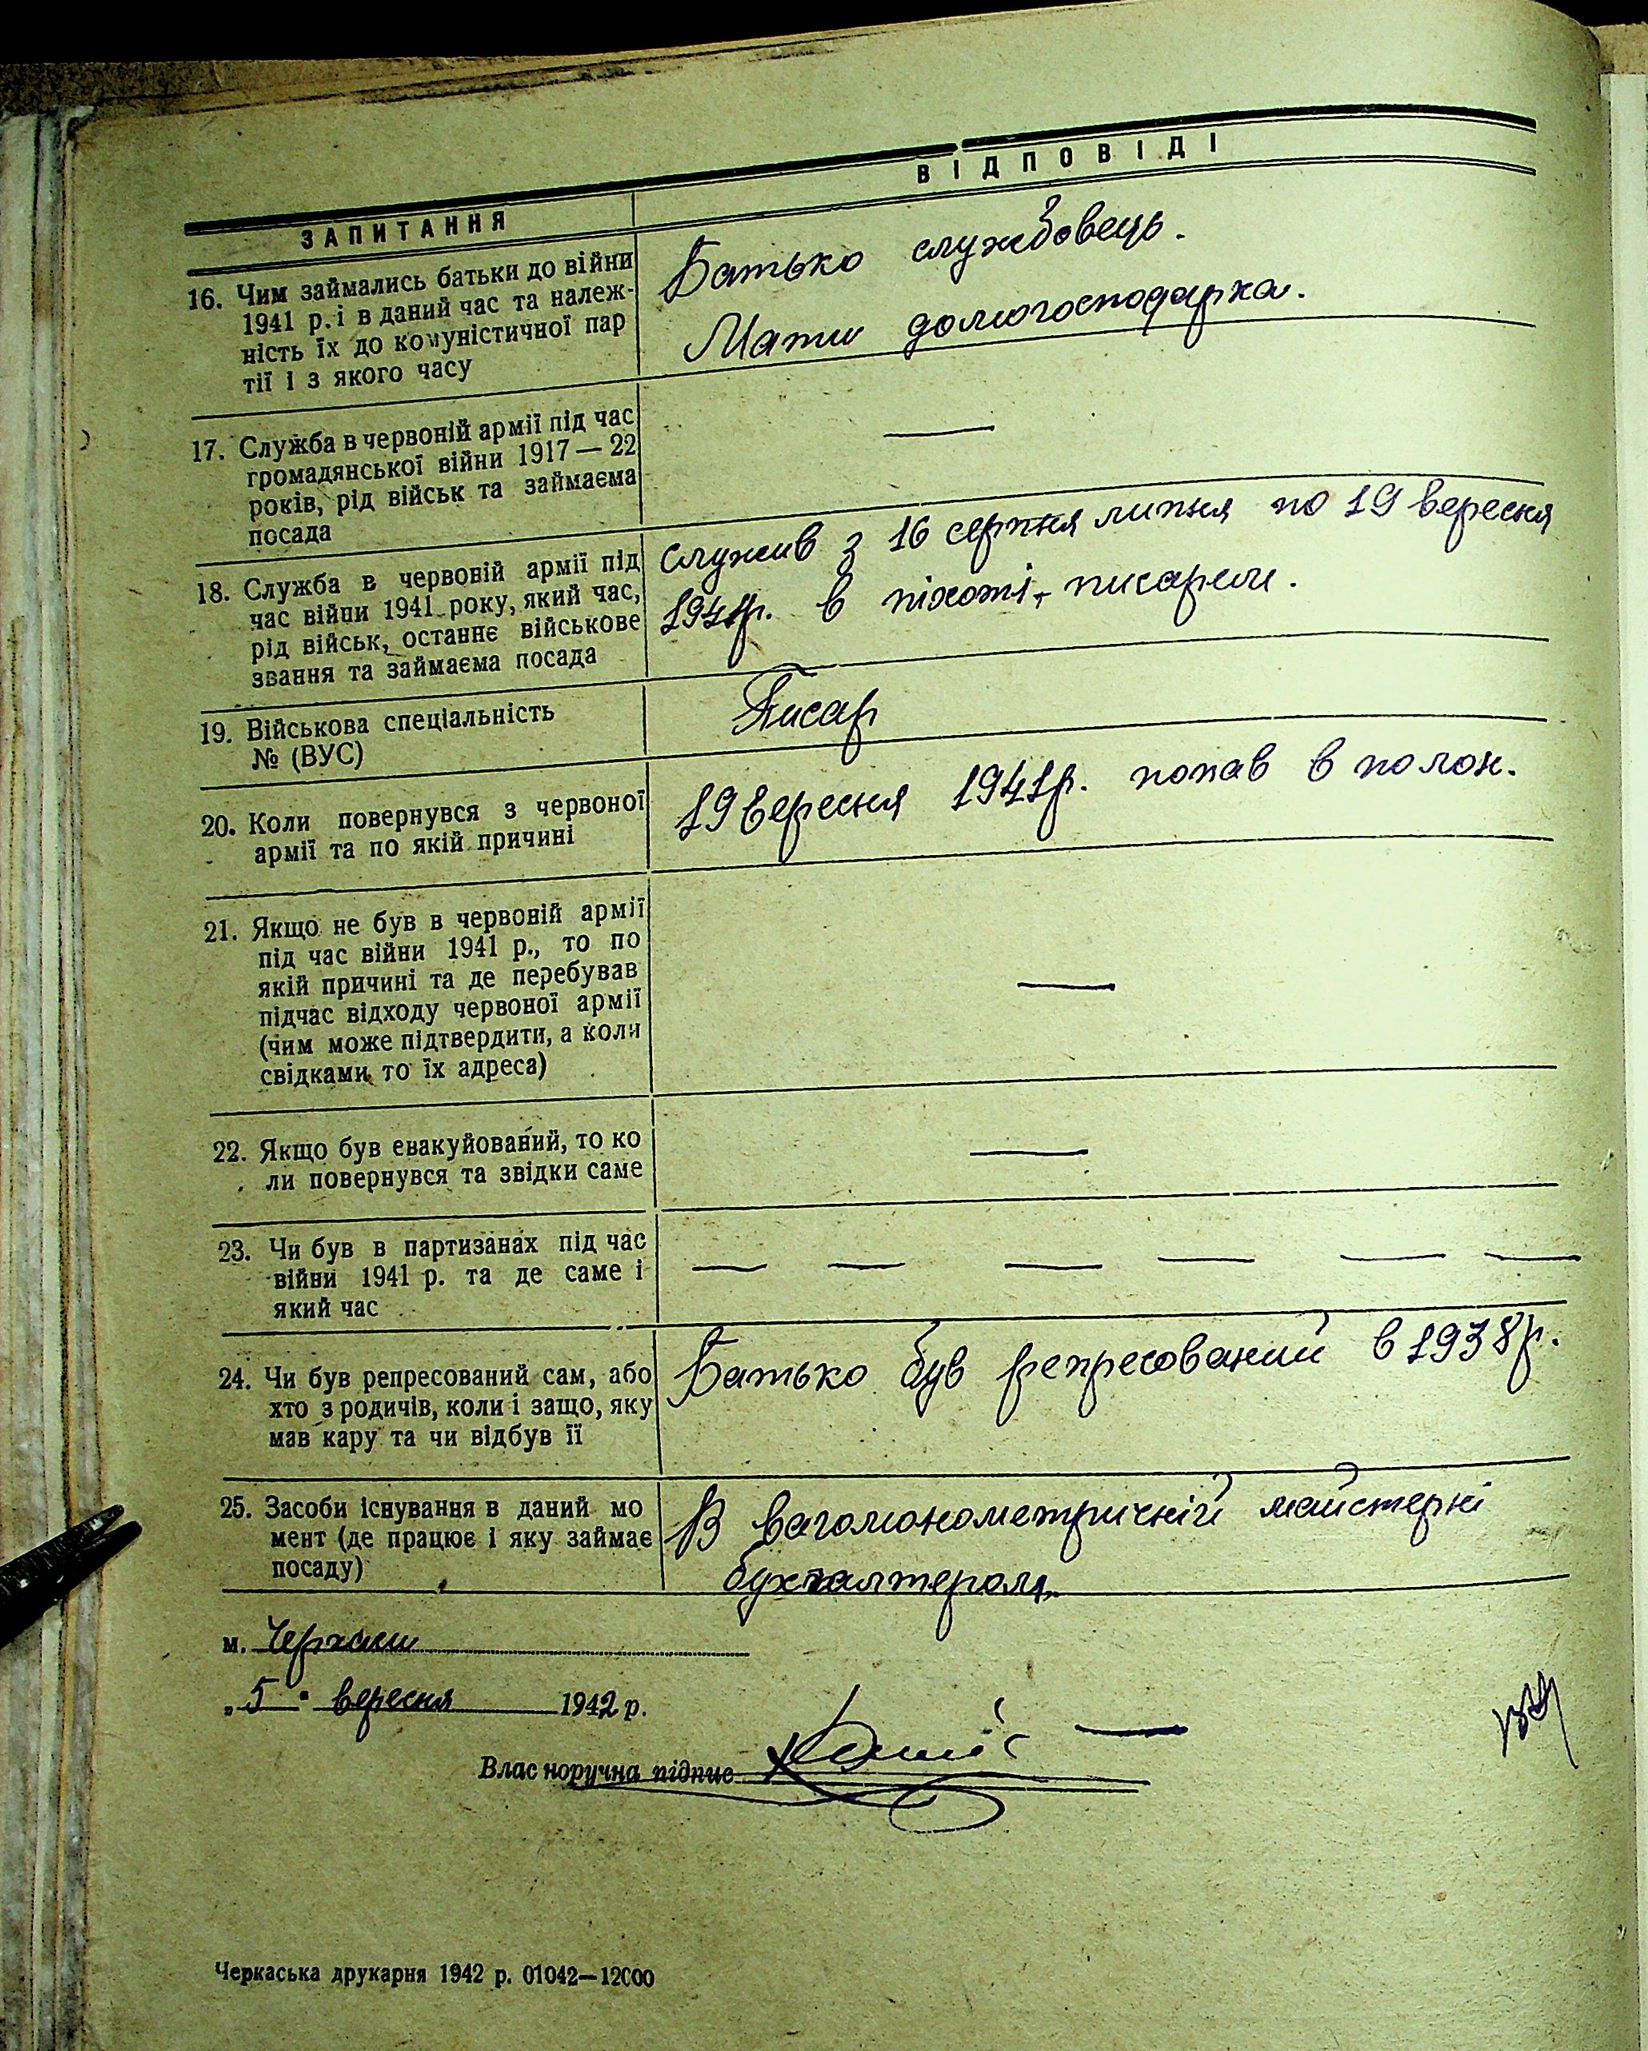 ЗАПИТАННЯ
ВІДПОВІДІ
16. Чим займались батьки до війни
1941 р. і в даний час та належ-
ність їх до комуністичної пар
тії і з якого часу
Батько службовець.
Мати домогосподарка.
17. Служба в червоній армії під час
громадянської війни 1917—22
років, рід військ та займаєма
посада
—
18. Служба в червоній армії під
час війни 1941 року, який час,
рід військ, останнє військове
звання та займаєма посада
служив з 16 серпня липня по 19 вересня
1941р. в піхоті, писарем.
19. Військова спеціальність
№ (ВУС)
Писар
20. Коли повернувся з червоної
армії та по якій причині
19 вересня 1941р. попав в полон.
21. Якщо не був в червоній армії
під час війни 1941 р., то по
якій причині та де перебував
підчас відходу червоної армії
(чим може підтвердити, а коли
свідками, то їх адреса)
—
22. Якщо був евакуйований, то ко
ли повернувся та звідки саме
—
23. Чи був в партизанах під час
війни 1941 р. та де саме і
який час
— — — — — —
24. Чи був репресований сам, або
хто з родичів, коли і защо, яку
мав кару та чи відбув її
Батько був репресований в 1938р.
25. Засоби існування в даний мо
мент (де працює і яку займає
посаду)
В вагомонометричній майстерні
бухгалтером.
м. Черкаси
„5" вересня 1942 р.
Власноручна підпис
Черкаська друкарня 1942 р. 01042—12000